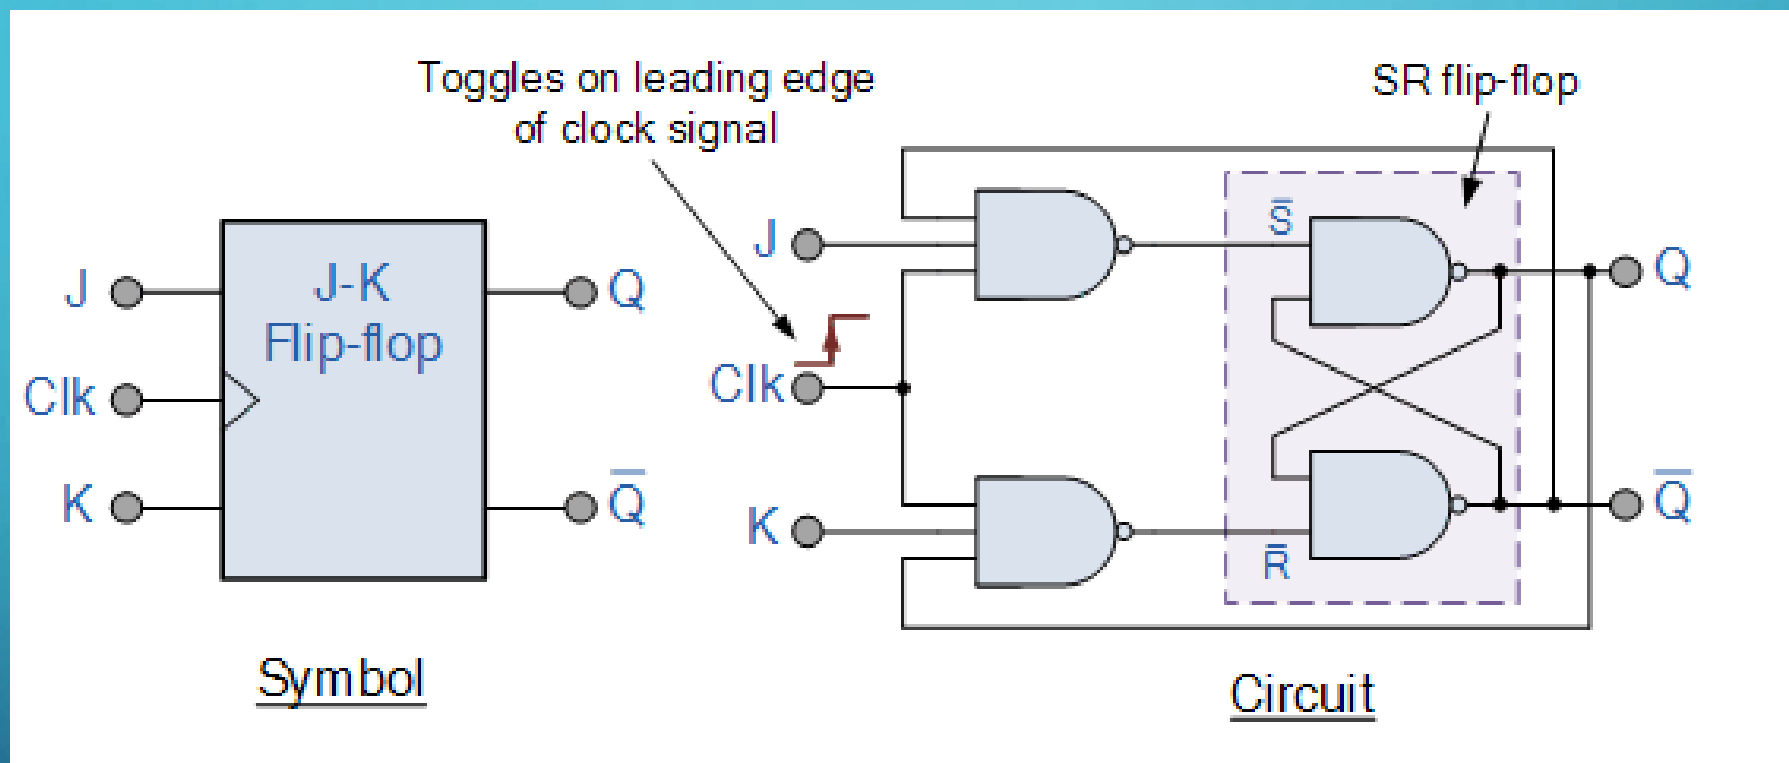 Toggles on leading edge
of clock signal
SR flip-flop
J
Clk
K
J-K
Flip-flop
Q
Q̅
Symbol
J
Clk
K
S̅
R̅
Q
Q̅
Circuit